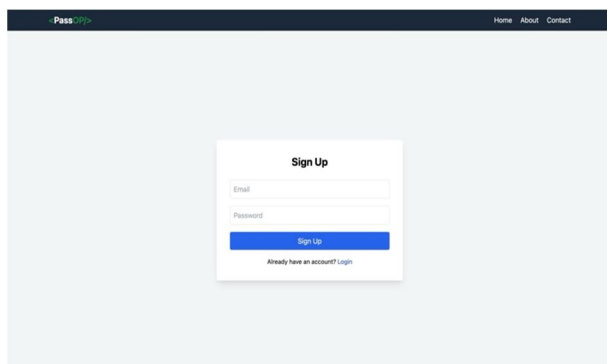 <PassOP/>
Home About Contact
Sign Up
Email
Password
Sign Up
Already have an account? Login